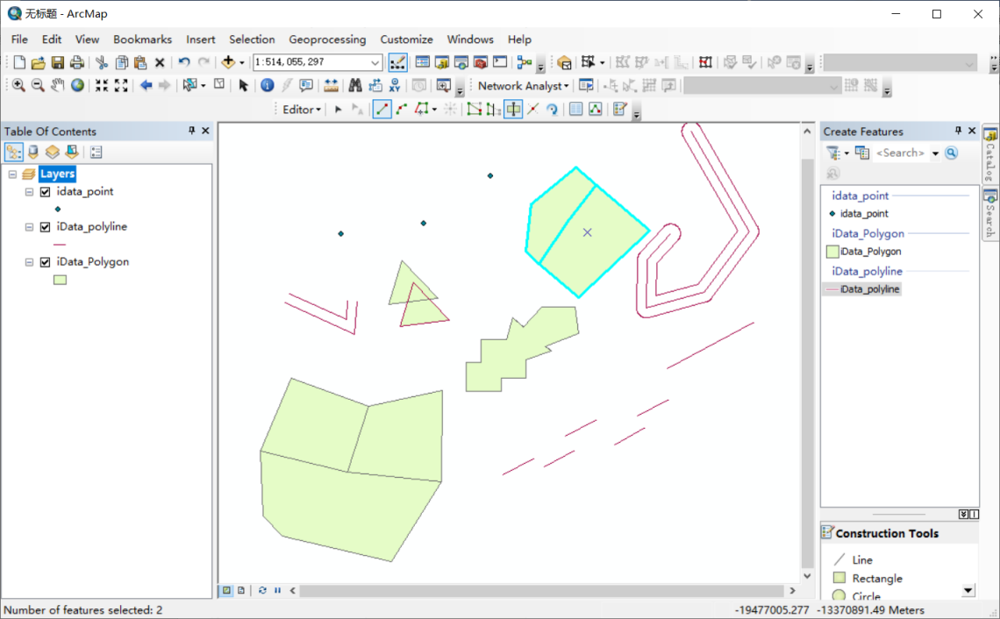 无标题 - ArcMap
File Edit View Bookmarks Insert Selection Geoprocessing Customize Windows Help
1:514,055,297
Network Analyst
Editor
Table Of Contents
Layers
idata_point
iData_polyline
iData_Polygon
Create Features
<Search>
idata_point
idata_point
iData_Polygon
iData_Polygon
iData_polyline
iData_polyline
Construction Tools
Line
Rectangle
Circle
Catalog
Search
Number of features selected: 2
-19477005.277 -13370891.49 Meters